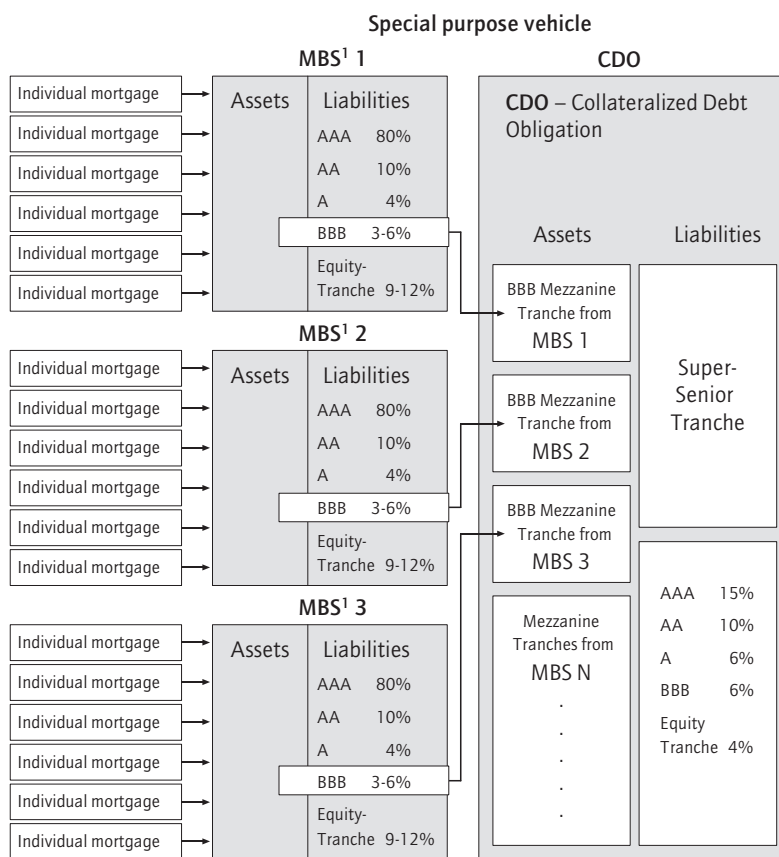 Special purpose vehicle
MBS¹ 1
Individual mortgage
Individual mortgage
Individual mortgage
Individual mortgage
Individual mortgage
Individual mortgage
Assets
Liabilities
AAA 80%
AA 10%
A 4%
BBB 3-6%
Equity-
Tranche 9-12%
MBS¹ 2
Individual mortgage
Individual mortgage
Individual mortgage
Individual mortgage
Individual mortgage
Individual mortgage
Assets
Liabilities
AAA 80%
AA 10%
A 4%
BBB 3-6%
Equity-
Tranche 9-12%
MBS¹ 3
Individual mortgage
Individual mortgage
Individual mortgage
Individual mortgage
Individual mortgage
Individual mortgage
Assets
Liabilities
AAA 80%
AA 10%
A 4%
BBB 3-6%
Equity-
Tranche 9-12%
CDO
CDO – Collateralized Debt
Obligation
Assets
BBB Mezzanine
Tranche from
MBS 1
BBB Mezzanine
Tranche from
MBS 2
BBB Mezzanine
Tranche from
MBS 3
Mezzanine
Tranches from
MBS N
.
.
.
.
.
Liabilities
Super-
Senior
Tranche
AAA 15%
AA 10%
A 6%
BBB 6%
Equity
Tranche 4%